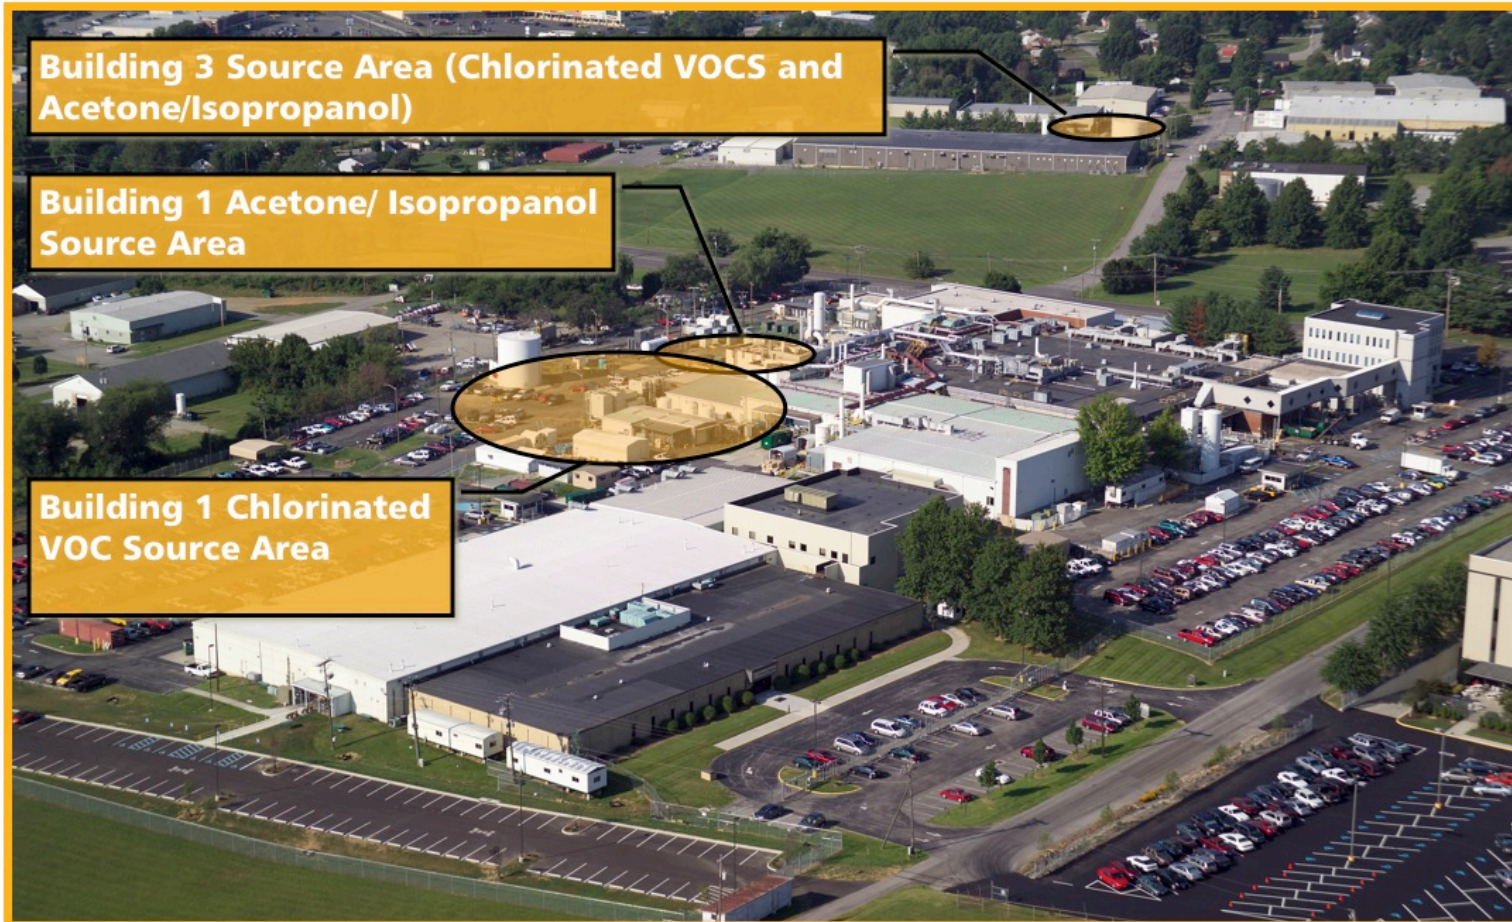 Building 3 Source Area (Chlorinated VOCS and
Acetone/Isopropanol)
Building 1 Acetone/ Isopropanol
Source Area
Building 1 Chlorinated
VOC Source Area